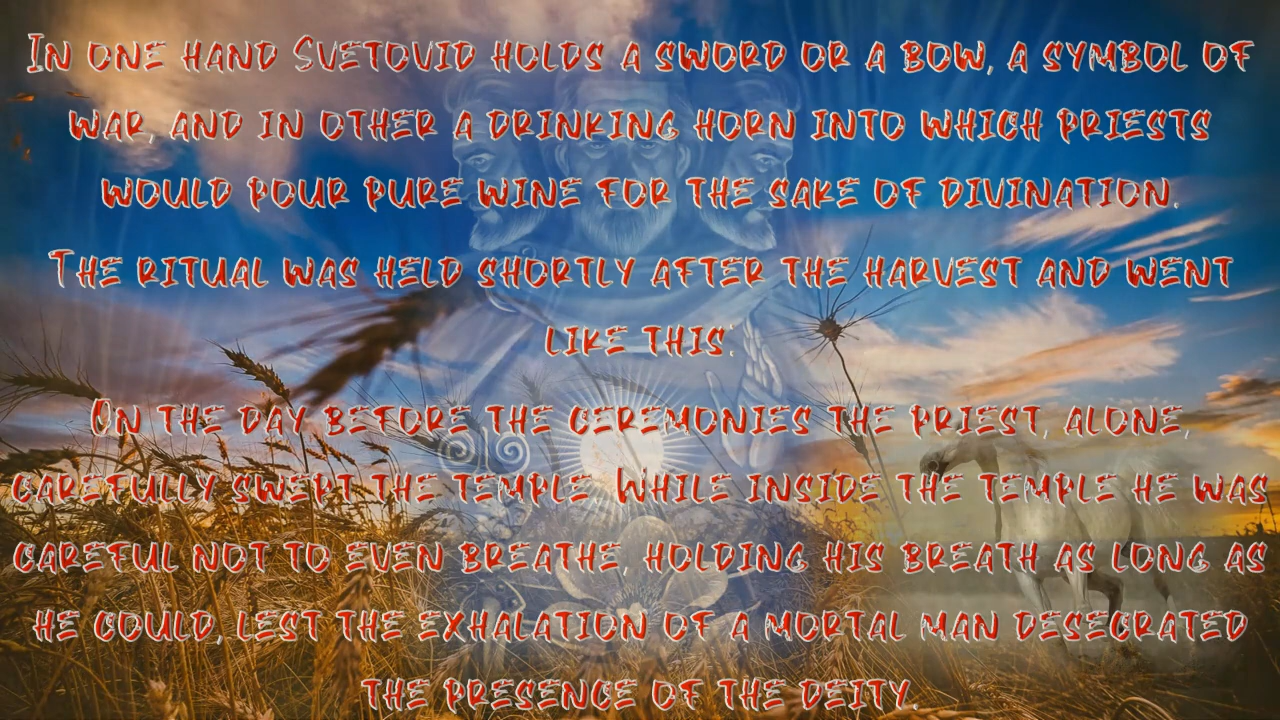 In one hand Svetovid holds a sword or a bow, a symbol of
war, and in other a drinking horn into which priests
would pour pure wine for the sake of divination.
The ritual was held shortly after the harvest and went
like this:
On the day before the ceremonies the priest, alone,
carefully swept the temple. While inside the temple he was
careful not to even breathe, holding his breath as long as
he could, lest the exhalation of a mortal man desecrated
the presence of the deity.